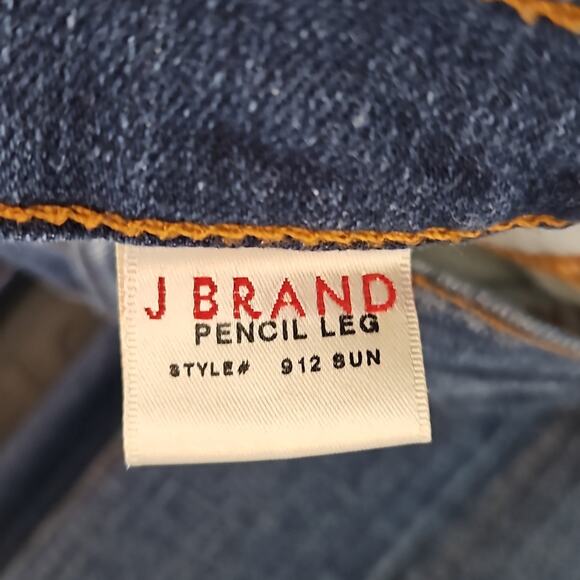 J BRAND
PENCIL LEG
STYLE# 912 SUN